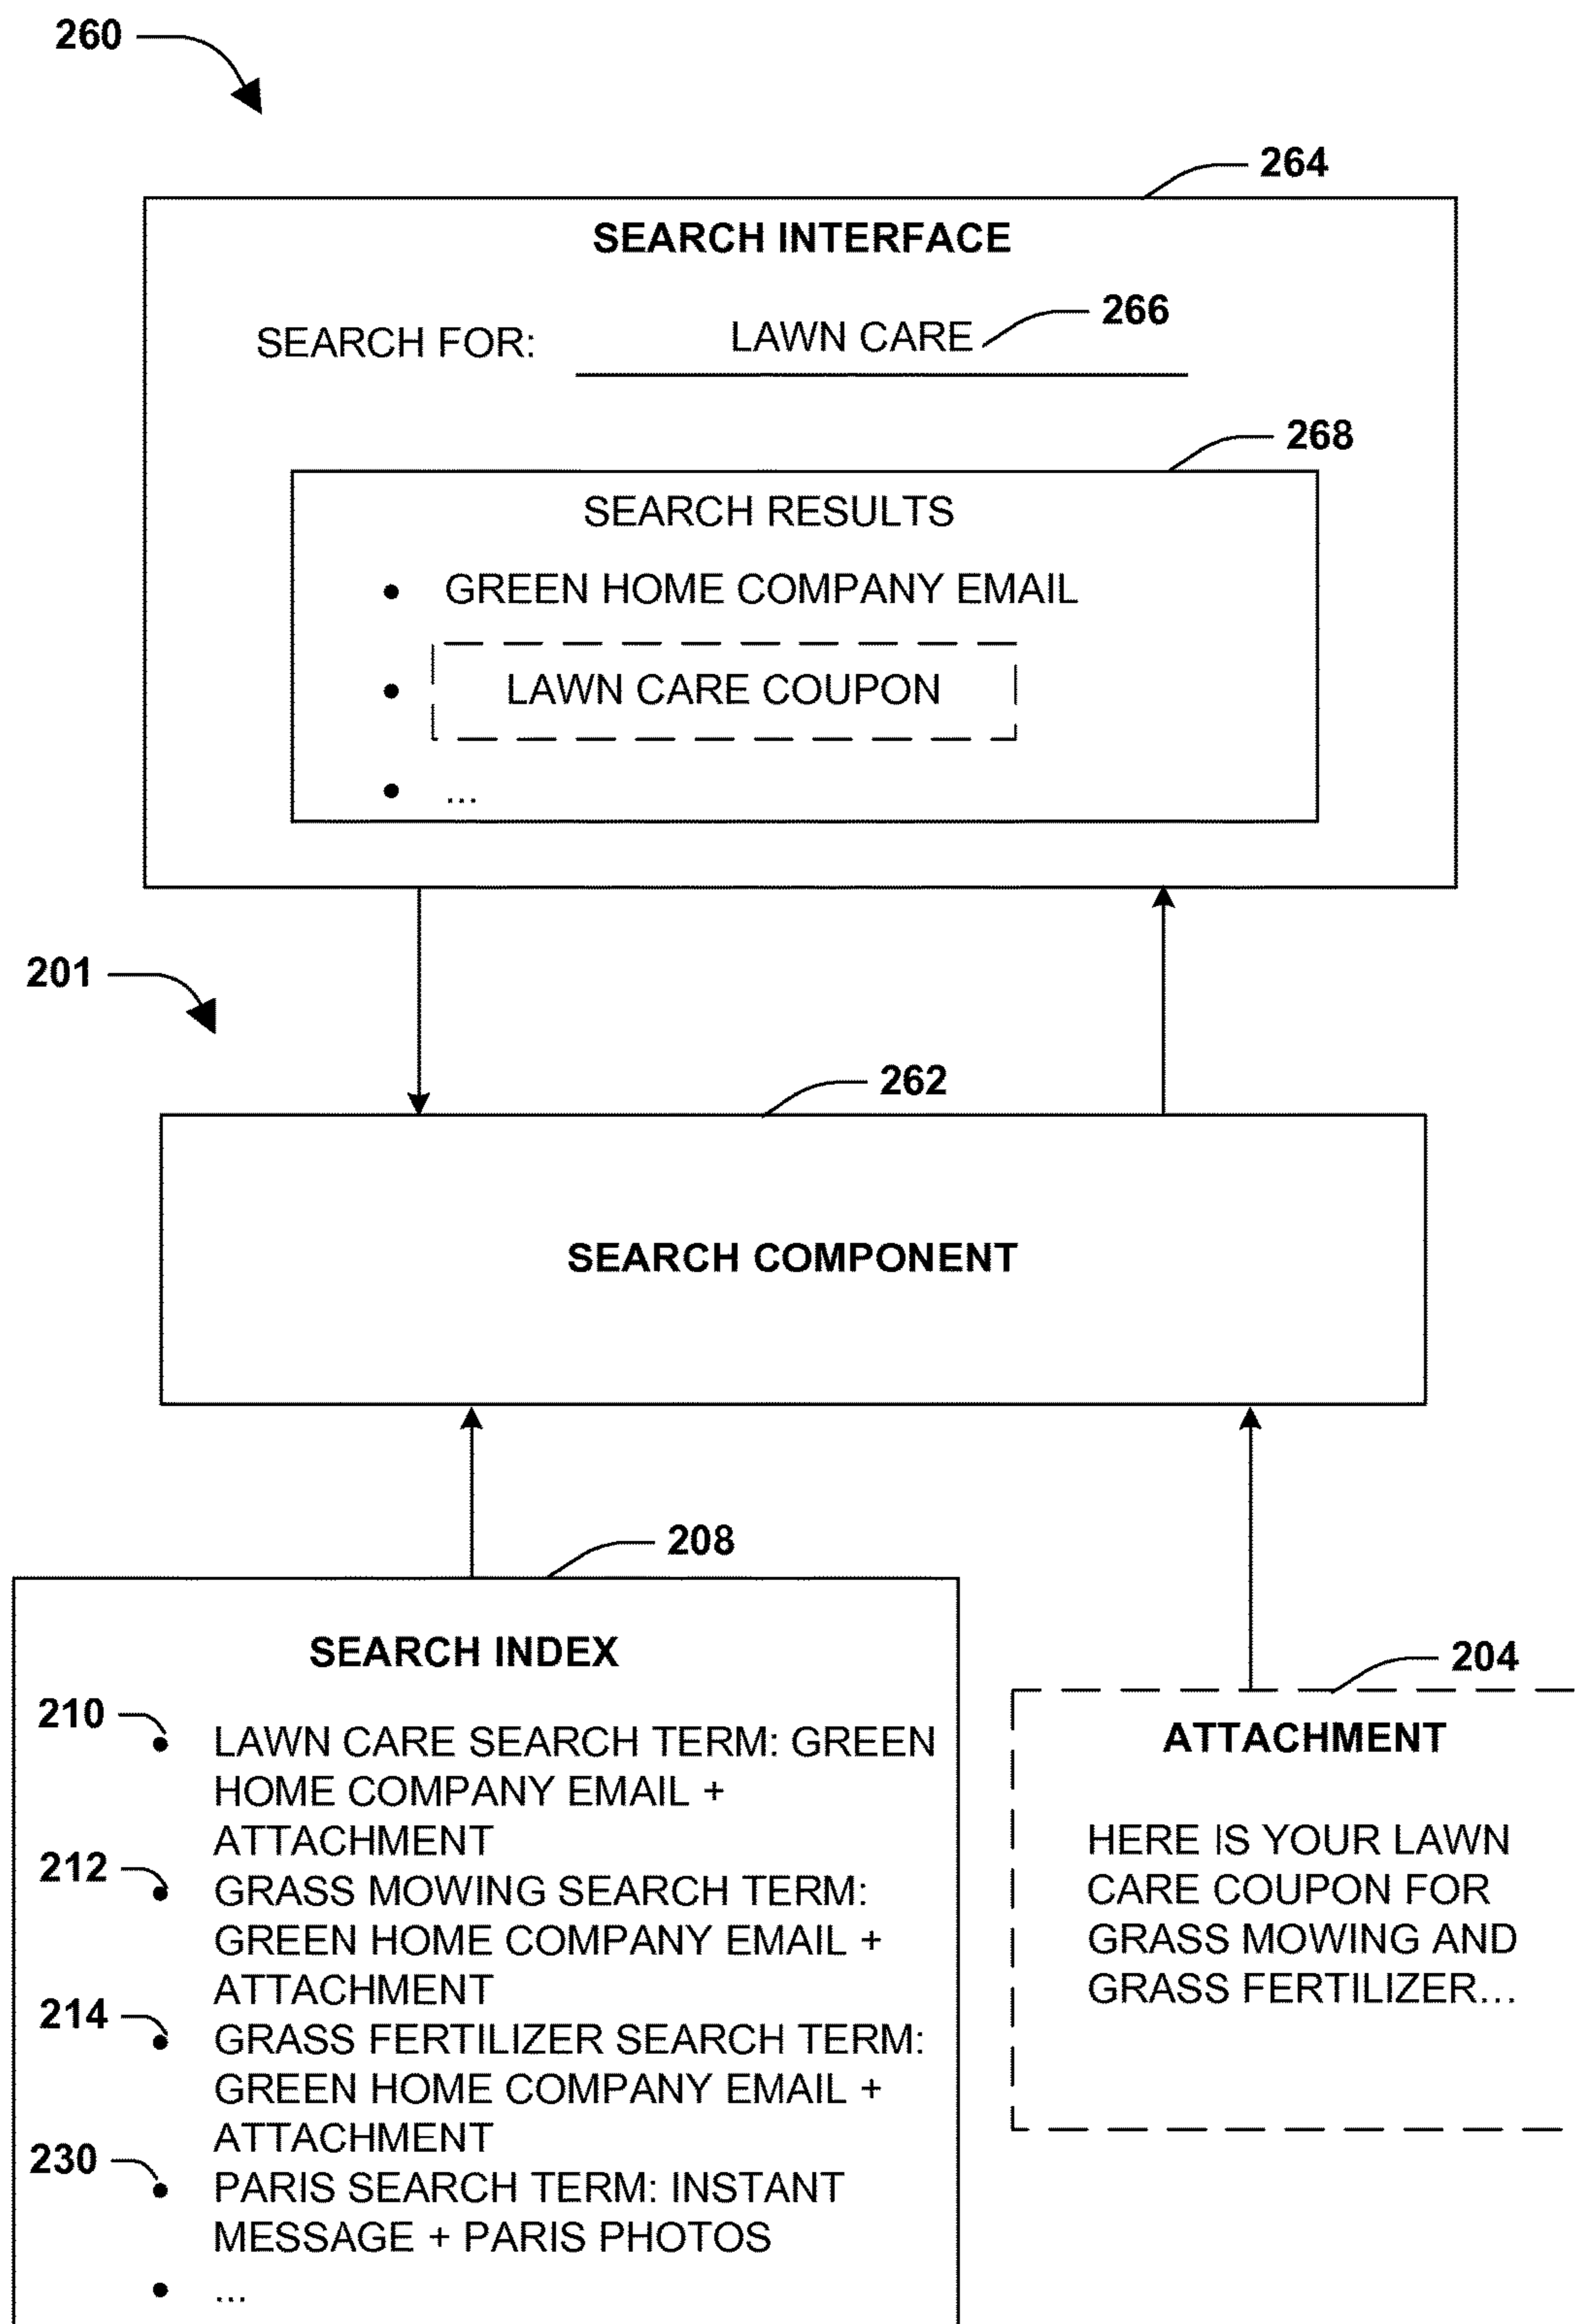 260
264
SEARCH INTERFACE
SEARCH FOR: LAWN CARE 266
268
SEARCH RESULTS
• GREEN HOME COMPANY EMAIL
• LAWN CARE COUPON
• ...
201
262
SEARCH COMPONENT
208
SEARCH INDEX
210
• LAWN CARE SEARCH TERM: GREEN
HOME COMPANY EMAIL +
ATTACHMENT
212
• GRASS MOWING SEARCH TERM:
GREEN HOME COMPANY EMAIL +
ATTACHMENT
214
• GRASS FERTILIZER SEARCH TERM:
GREEN HOME COMPANY EMAIL +
ATTACHMENT
230
• PARIS SEARCH TERM: INSTANT
MESSAGE + PARIS PHOTOS
• ...
204
ATTACHMENT
HERE IS YOUR LAWN
CARE COUPON FOR
GRASS MOWING AND
GRASS FERTILIZER...